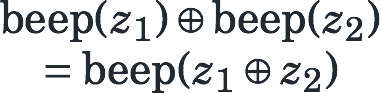 beep(z₁) ⊕ beep(z₂)
= beep(z₁ ⊕ z₂)